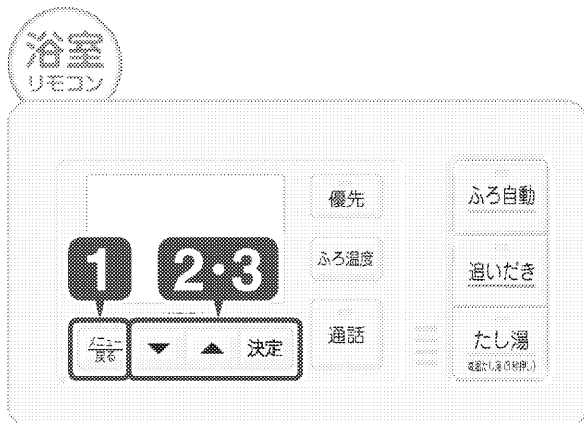 浴室
リモコン
優先
ふろ自動
1
2・3
ふろ温度
追いだき
メニュー
戻る
決定
通話
たし湯